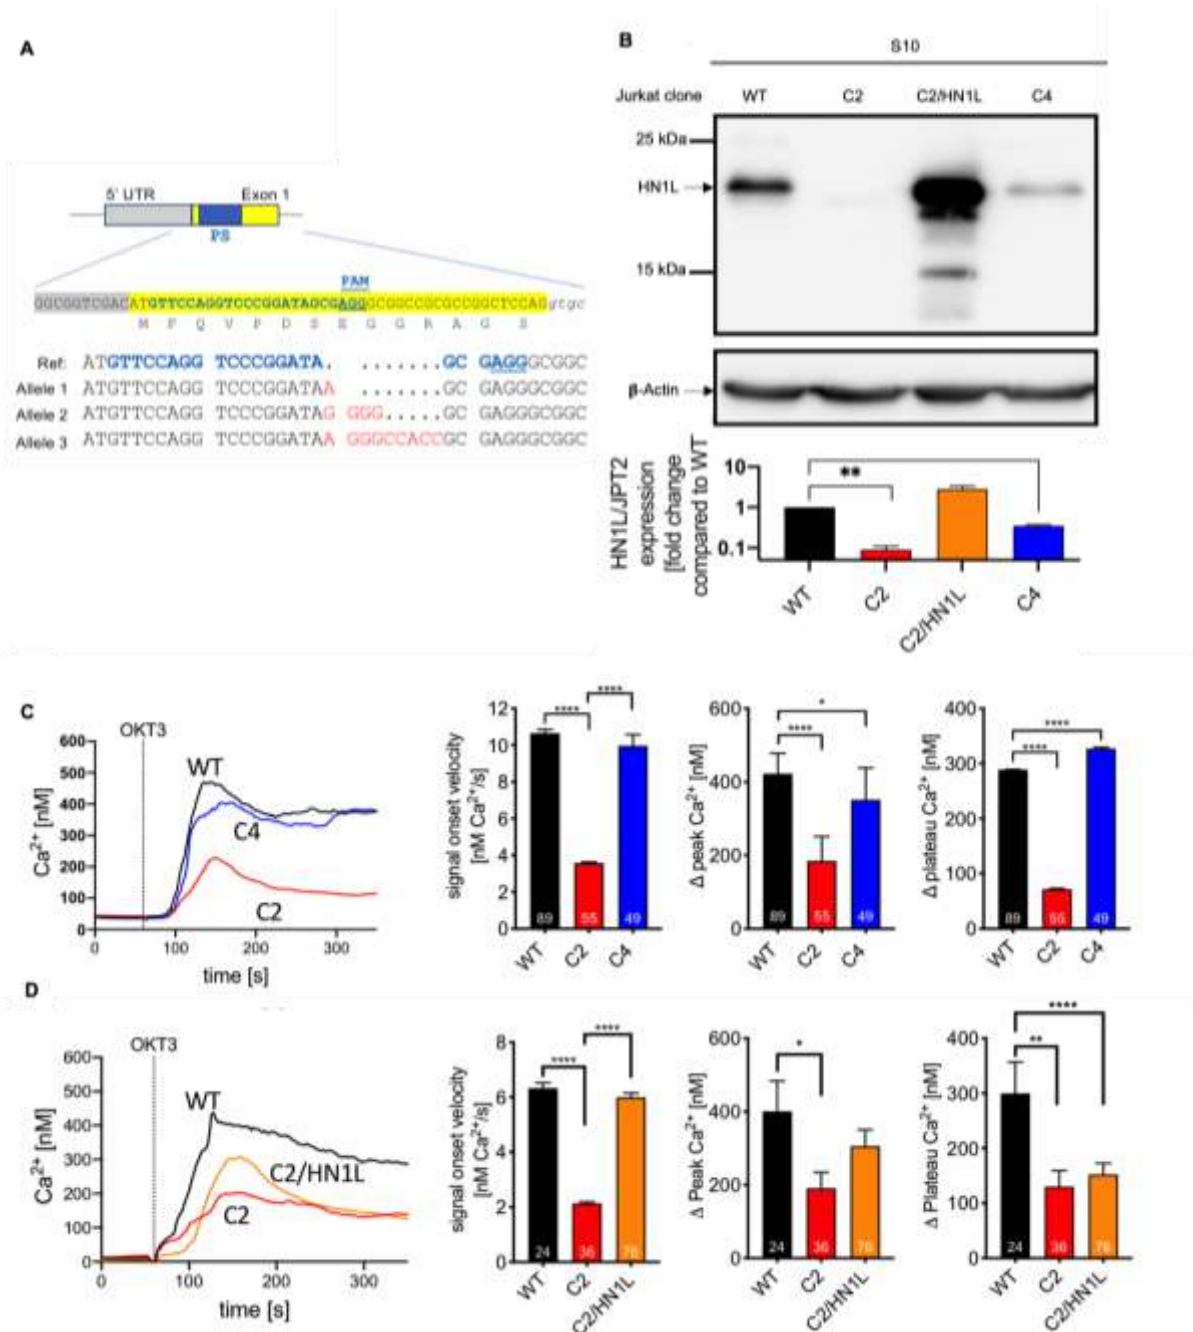 A
5' UTR
Exon 1
PS
PAM
GGCGGTCGACATGTTCCAGGTCCCGGATAGCGAGGGCGGCCGCGCCGGCTCCAGgtgc
M F Q V P D S E G G R A G S
Ref: ATGTTCCAGG TCCCGGATA. .......GC GAGGGCGGC
Allele 1 ATGTTCCAGG TCCCGGATAA .......GC GAGGGCGGC
Allele 2 ATGTTCCAGG TCCCGGATAG GGG.....GC GAGGGCGGC
Allele 3 ATGTTCCAGG TCCCGGATAA GGGCCACCGC GAGGGCGGC
B
S10
Jurkat clone WT C2 C2/HN1L C4
25 kDa
HN1L
15 kDa
β-Actin
HN1L/JPT2
expression
[fold change
compared to WT
10
1
0.1
**
WT C2 C2/HN1L C4
C
OKT3
Ca²⁺ [nM]
600
500
400
300
200
100
0
WT
C4
C2
0 100 200 300
time [s]
signal onset velocity
[nM Ca²⁺/s]
12
10
8
6
4
2
0
**** ****
89 55 49
WT C2 C4
Δ peak Ca²⁺ [nM]
600
400
200
0
*
****
89 55 49
WT C2 C4
Δ plateau Ca²⁺ [nM]
400
300
200
100
0
****
****
89 55 49
WT C2 C4
D
OKT3
Ca²⁺ [nM]
600
500
400
300
200
100
0
WT
C2/HN1L
C2
0 100 200 300
time [s]
signal onset velocity
[nM Ca²⁺/s]
8
6
4
2
0
****
****
24 36 76
WT C2 C2/HN1L
Δ Peak Ca²⁺ [nM]
600
400
200
0
*
24 36 76
WT C2 C2/HN1L
Δ Plateau Ca²⁺ [nM]
400
300
200
100
0
****
**
24 36 76
WT C2 C2/HN1L